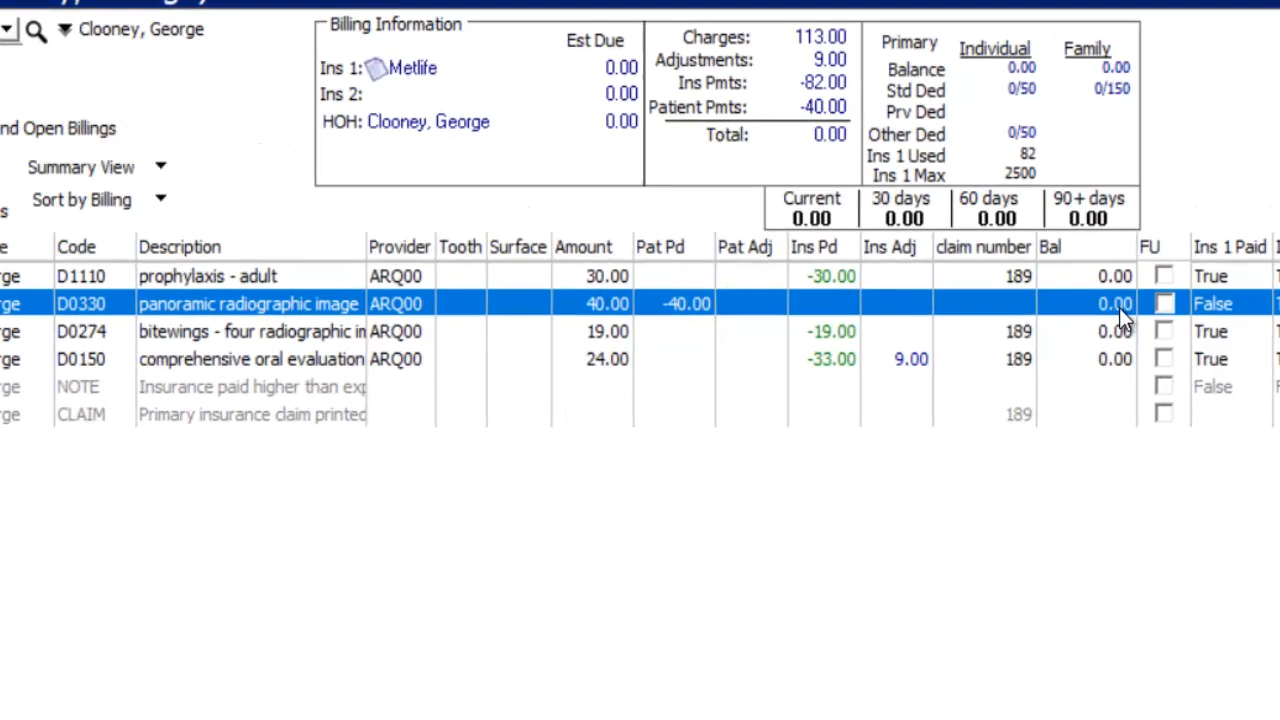 Clooney, George
Billing Information
Est Due
Ins 1: Metlife 0.00
Ins 2: 0.00
HOH: Clooney, George 0.00
Charges: 113.00
Adjustments: 9.00
Ins Pmts: -82.00
Patient Pmts: -40.00
Total: 0.00
Primary Individual Family
Balance 0.00 0.00
Std Ded 0/50 0/150
Prv Ded
Other Ded 0/50
Ins 1 Used 82
Ins 1 Max 2500
nd Open Billings
Summary View
Sort by Billing
s
Current 30 days 60 days 90+ days
0.00 0.00 0.00 0.00
e Code Description Provider Tooth Surface Amount Pat Pd Pat Adj Ins Pd Ins Adj claim number Bal FU Ins 1 Paid
rge D1110 prophylaxis - adult ARQ00 30.00 -30.00 189 0.00 True
rge D0330 panoramic radiographic image ARQ00 40.00 -40.00 0.00 False
rge D0274 bitewings - four radiographic in ARQ00 19.00 -19.00 189 0.00 True
rge D0150 comprehensive oral evaluation ARQ00 24.00 -33.00 9.00 189 0.00 True
rge NOTE Insurance paid higher than exp False
rge CLAIM Primary insurance claim printed 189